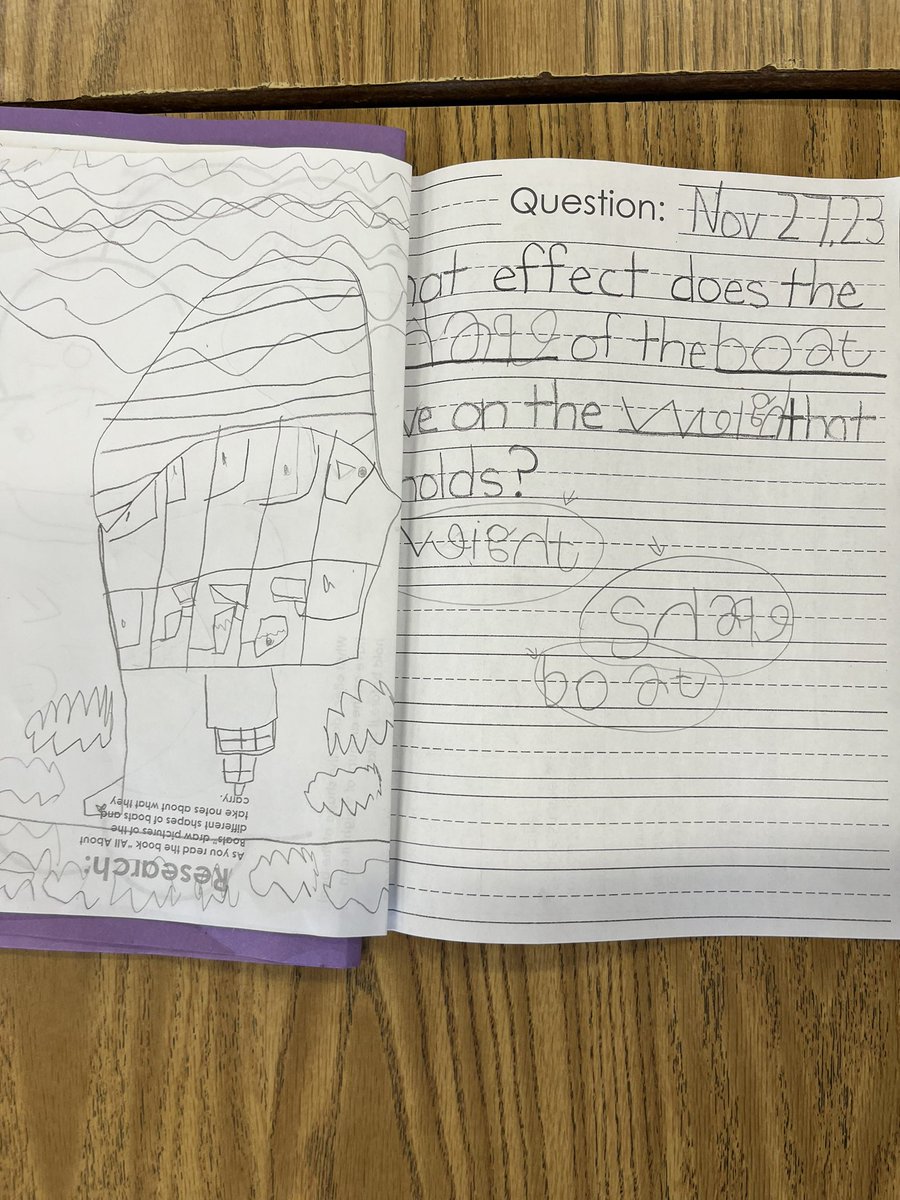 Question: Nov 27,23
hat effect does the
hape of the boat
ve on the weight that
holds?
weight
Shape
boat
Research:
As you read the book "All About
Boats" draw pictures of the
different shapes of boats and
take notes about what they
carry.